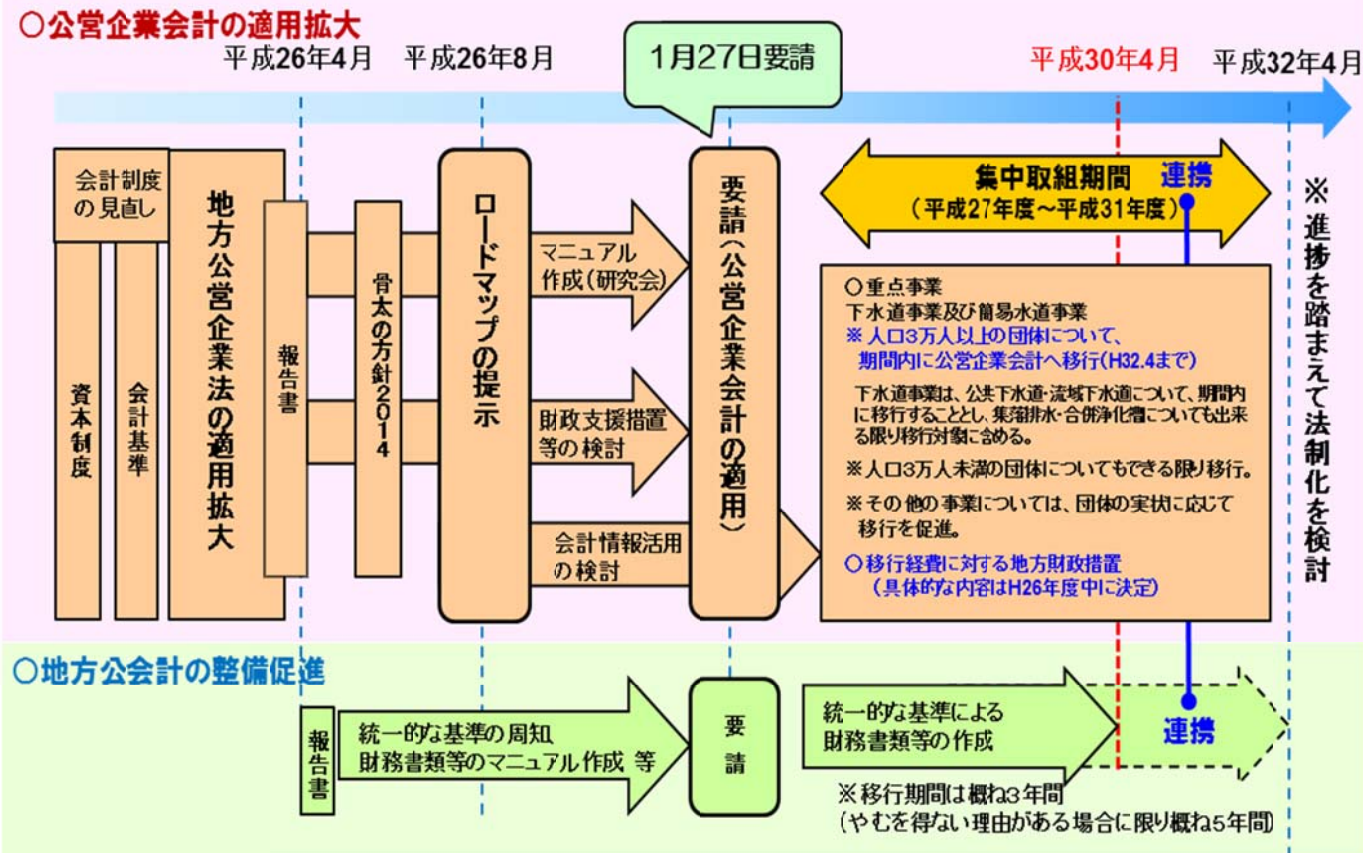 ○公営企業会計の適用拡大
平成26年4月
平成26年8月
1月27日要請
平成30年4月
平成32年4月
会計制度
の見直し
資本制度
会計基準
地方公営企業法の適用拡大
報告書
骨太の方針2014
ロードマップの提示
マニュアル
作成(研究会)
財政支援措置
等の検討
会計情報活用
の検討
要請(公営企業会計の適用)
集中取組期間
連携
(平成27年度~平成31年度)
○重点事業
下水道事業及び簡易水道事業
※人口3万人以上の団体について、
期間内に公営企業会計へ移行(H32.4まで)
下水道事業は、公共下水道・流域下水道について、期間内
に移行することとし、集落排水・合併浄化槽についても出来
る限り移行対象に含める。
※人口3万人未満の団体についてもできる限り移行。
※その他の事業については、団体の実状に応じて
移行を促進。
○移行経費に対する地方財政措置
(具体的な内容はH26年度中に決定)
※進捗を踏まえて法制化を検討
○地方公会計の整備促進
報告書
統一的な基準の周知、
財務書類等のマニュアル作成 等
要請
統一的な基準による
財務書類等の作成
連携
※移行期間は概ね3年間
(やむを得ない理由がある場合に限り概ね5年間)